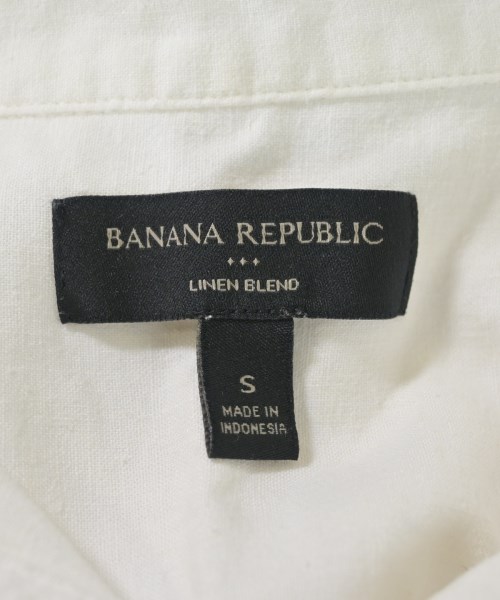 BANANA REPUBLIC
LINEN BLEND
S
MADE IN
INDONESIA